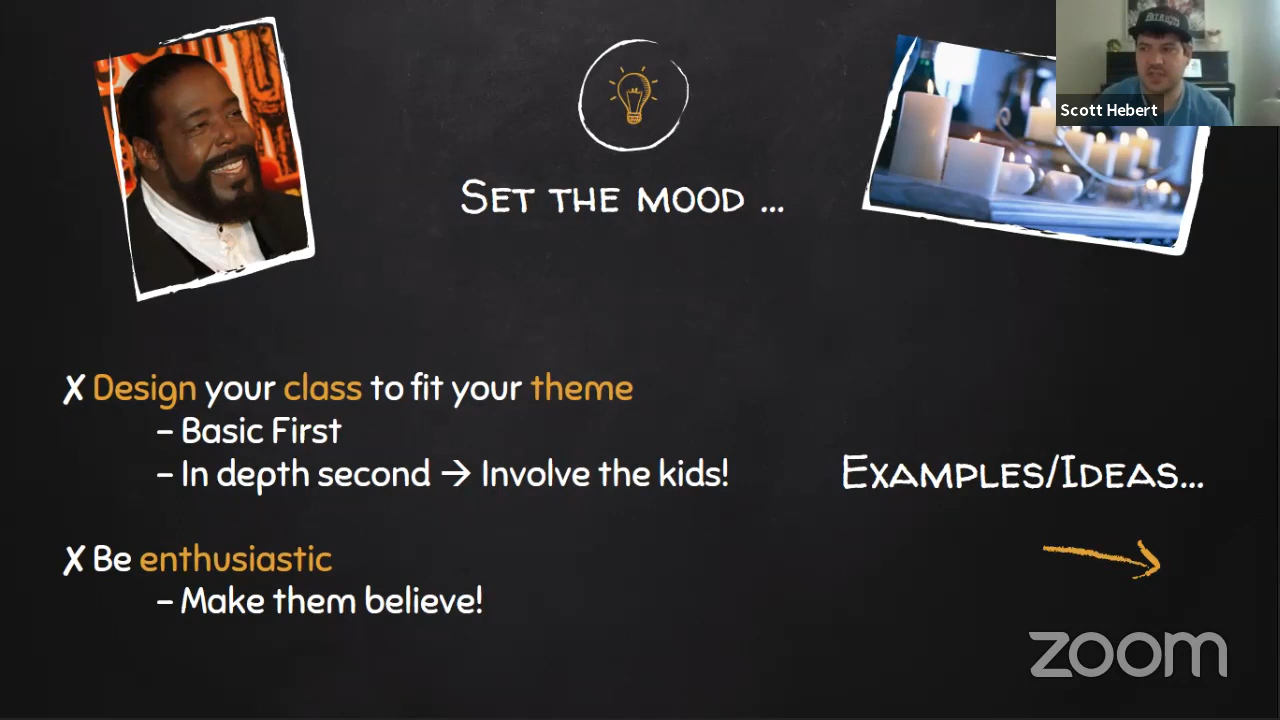 Scott Hebert
Set the mood ...
✗ Design your class to fit your theme
– Basic First
– In depth second → Involve the kids!
Examples/Ideas...
✗ Be enthusiastic
– Make them believe!
zoom